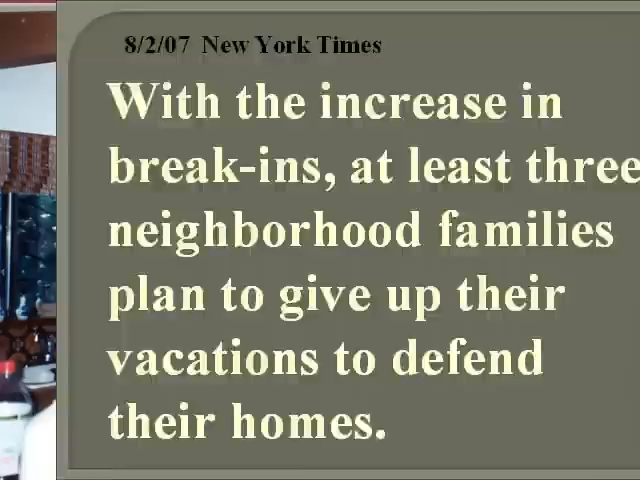 8/2/07 New York Times
With the increase in
break-ins, at least three
neighborhood families
plan to give up their
vacations to defend
their homes.